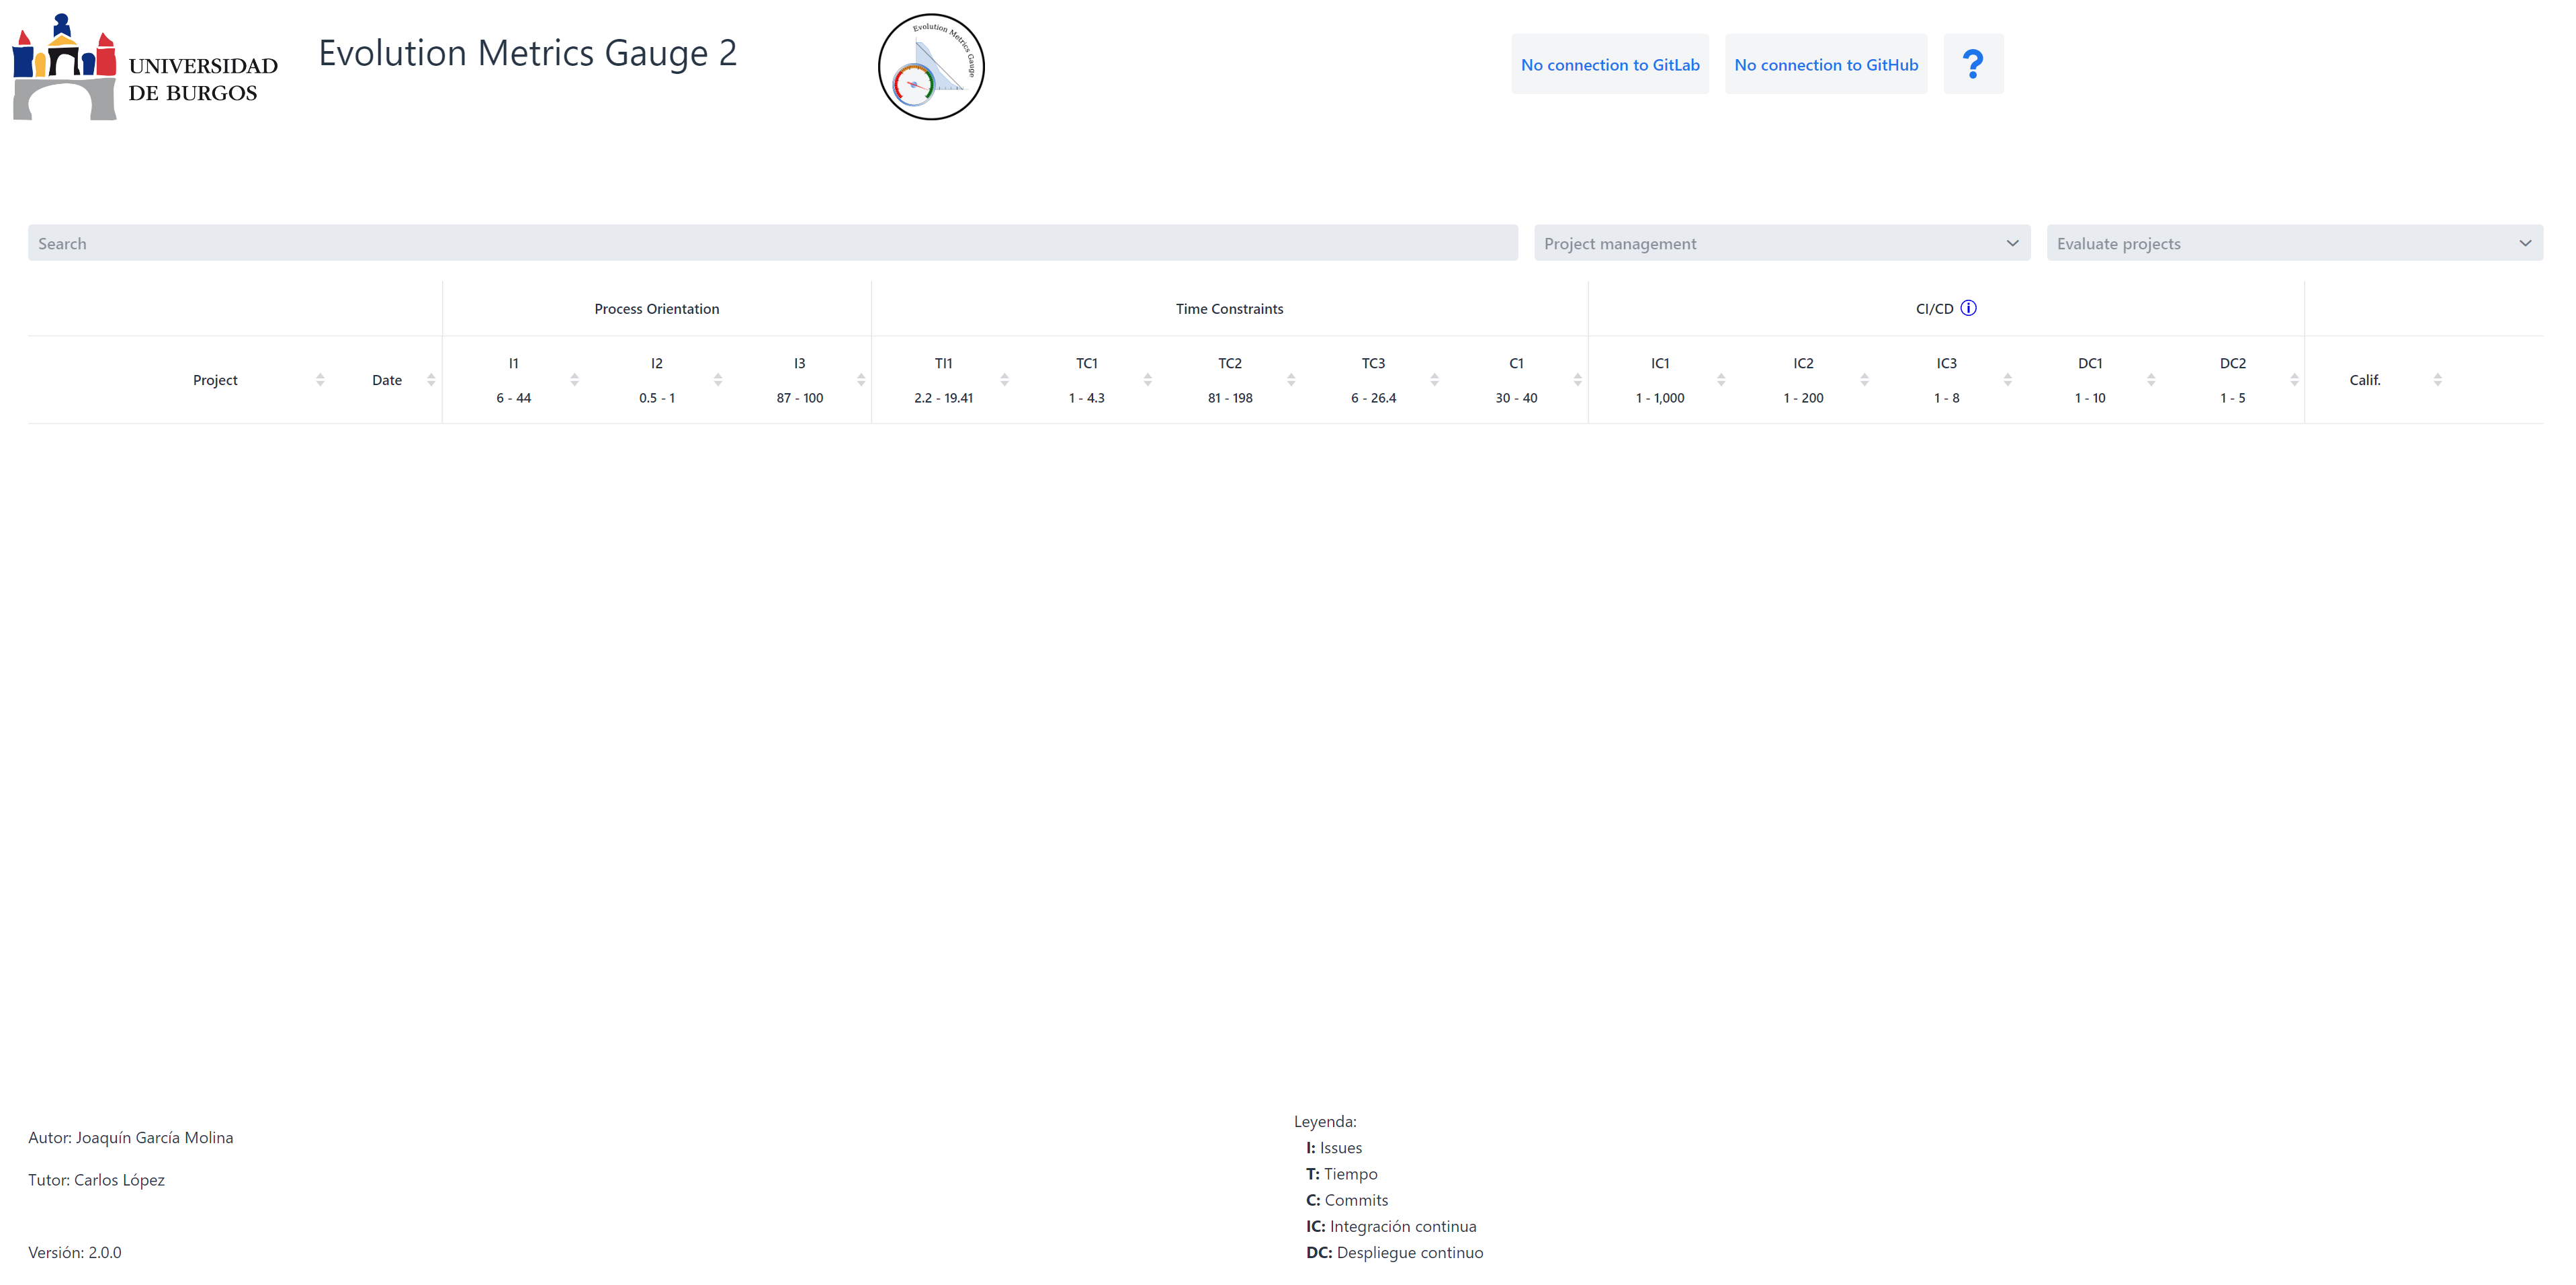 UNIVERSIDAD
DE BURGOS
Evolution Metrics Gauge 2
Evolution Metrics Gauge
No connection to GitLab
No connection to GitHub
?
Search
Project management
Evaluate projects
Process Orientation
Time Constraints
CI/CD
Project
Date
I1
6 - 44
I2
0.5 - 1
I3
87 - 100
TI1
2.2 - 19.41
TC1
1 - 4.3
TC2
81 - 198
TC3
6 - 26.4
C1
30 - 40
IC1
1 - 1,000
IC2
1 - 200
IC3
1 - 8
DC1
1 - 10
DC2
1 - 5
Calif.
Autor: Joaquín García Molina
Tutor: Carlos López
Versión: 2.0.0
Leyenda:
I: Issues
T: Tiempo
C: Commits
IC: Integración continua
DC: Despliegue continuo